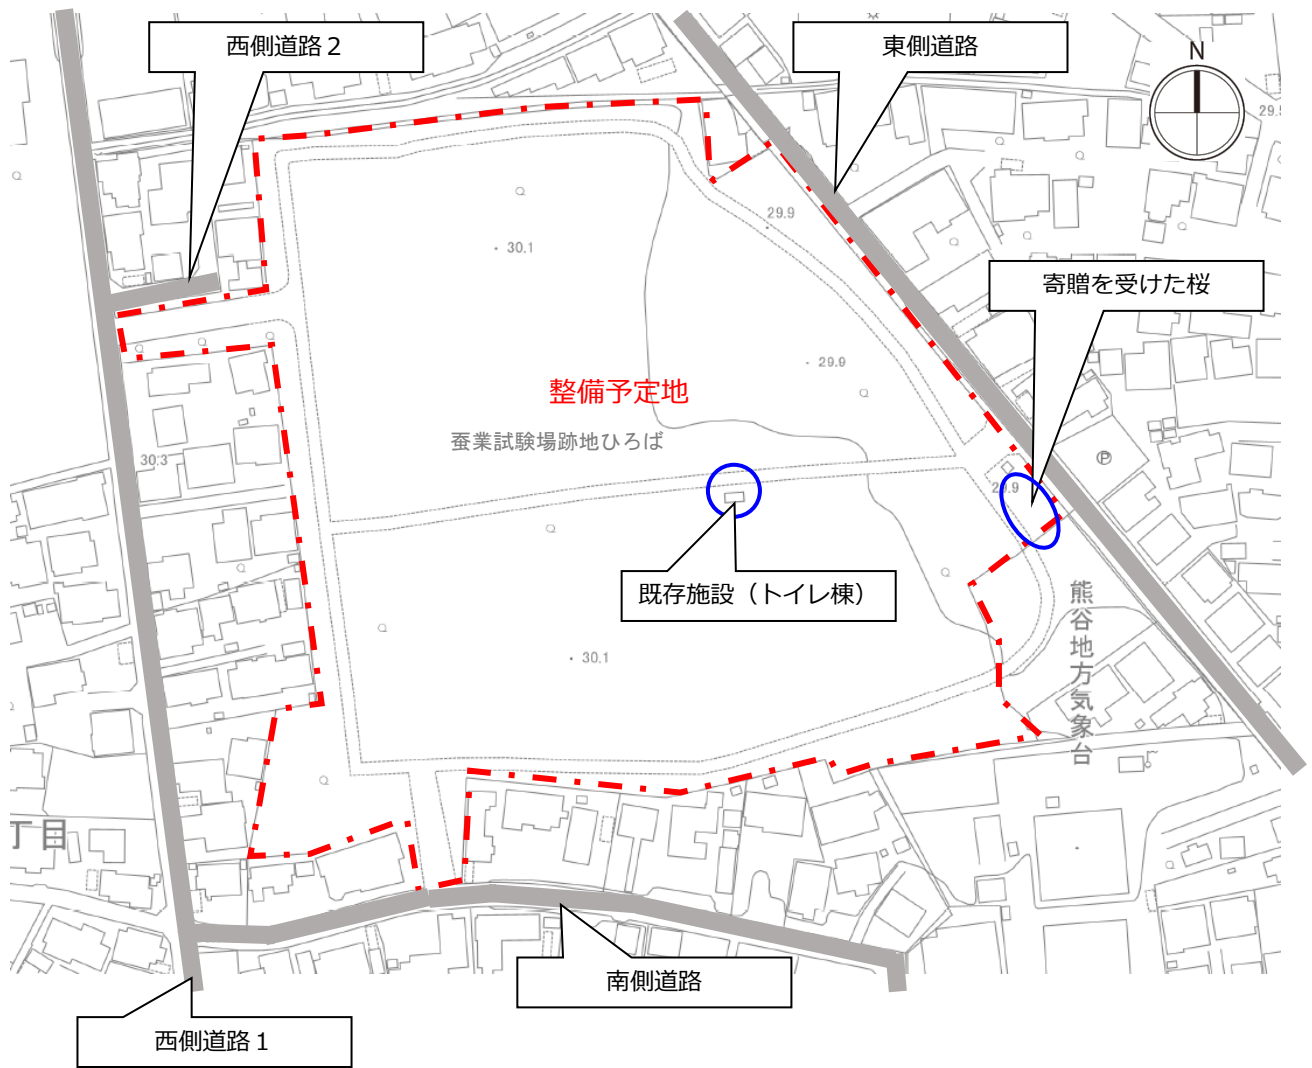 西側道路２
東側道路
N
29.9
30.1
寄贈を受けた桜
29.9
整備予定地
蚕業試験場跡地ひろば
30.3
P
29.9
既存施設（トイレ棟）
熊谷地方気象台
30.1
丁目
南側道路
西側道路１